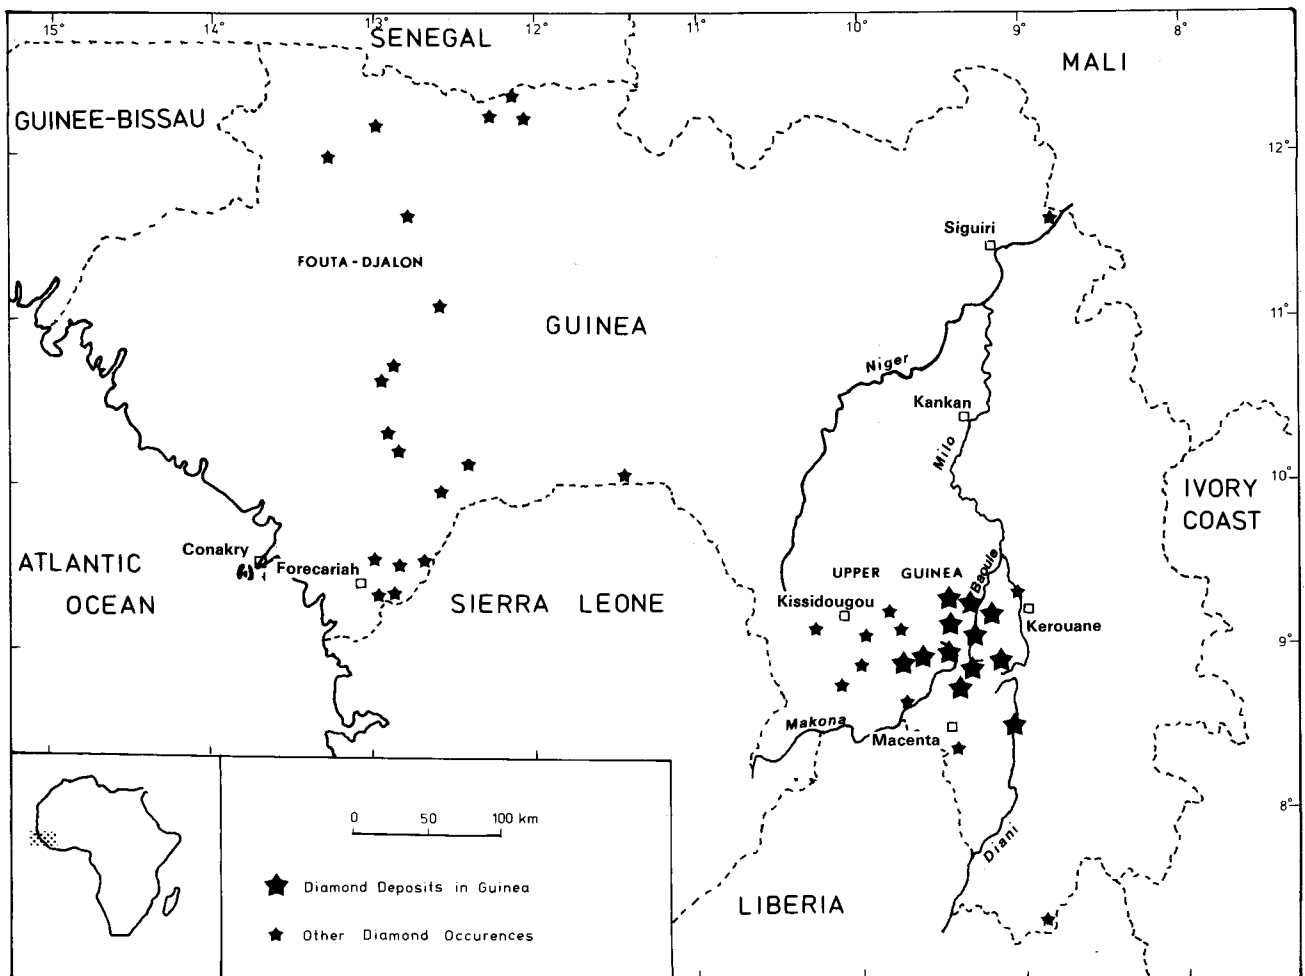 15° 14° 13° 12° 11° 10° 9° 8°
SENEGAL
MALI
GUINEE-BISSAU
12°
Siguiri
FOUTA-DJALON
GUINEA
11°
Niger
Kankan
Milo
10°
IVORY
COAST
Conakry
ATLANTIC
OCEAN
Forecariah
SIERRA LEONE
UPPER GUINEA
Baoule
Kissidougou
Kerouane
9°
Makona
Macenta
8°
Diani
LIBERIA
0 50 100 km
Diamond Deposits in Guinea
Other Diamond Occurences